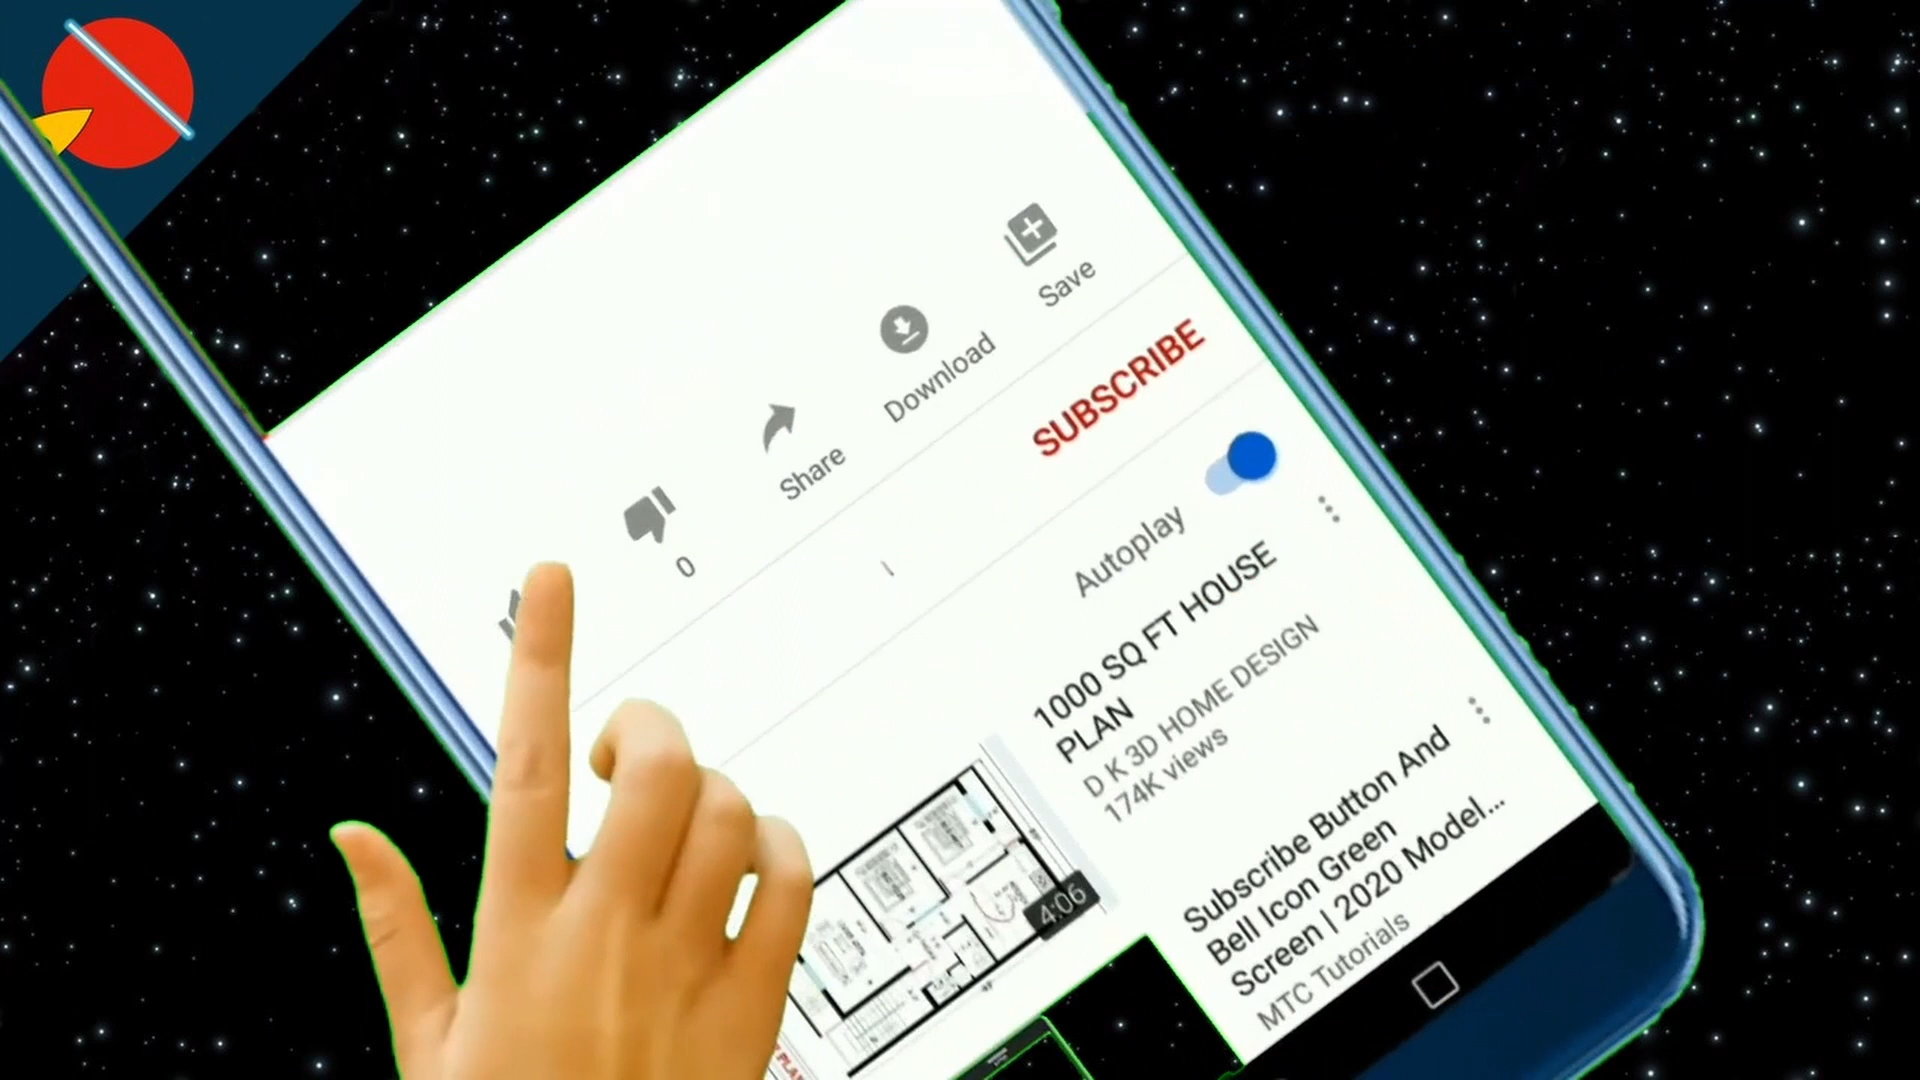 Save
Download
Share
0
SUBSCRIBE
Autoplay
1000 SQ FT HOUSE
PLAN
D K 3D HOME DESIGN
174K views
4:06
Subscribe Button And
Bell Icon Green
Screen | 2020 Model...
MTC Tutorials